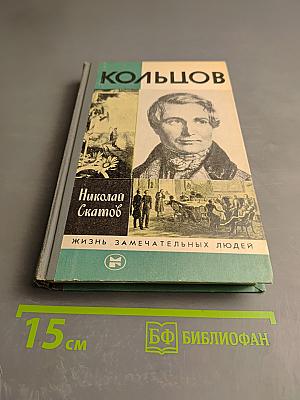 КОЛЬЦОВ
Николай
Скатов
ЖИЗНЬ ЗАМЕЧАТЕЛЬНЫХ ЛЮДЕЙ
15 см
БФ БИБЛИОФАН